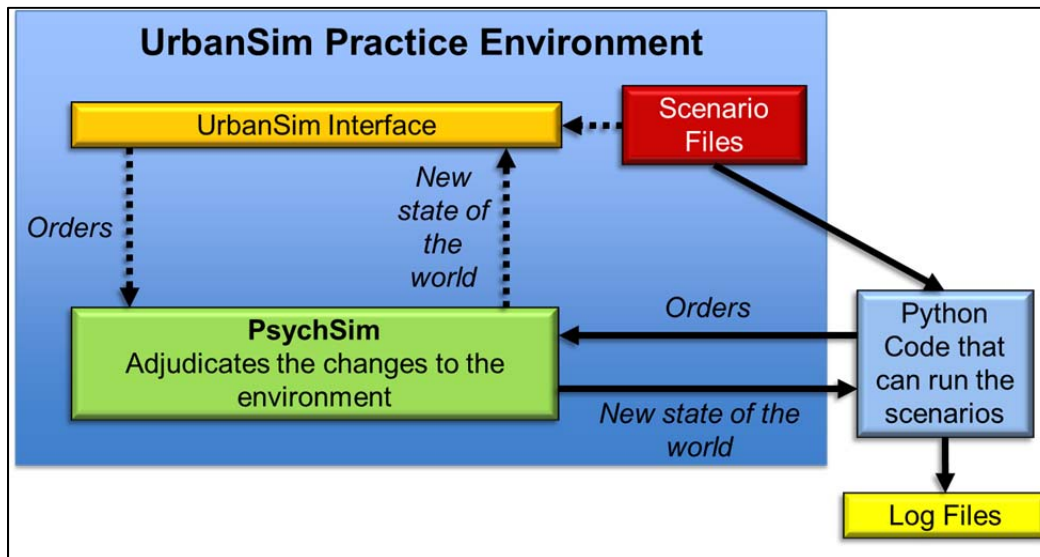 UrbanSim Practice Environment
UrbanSim Interface
Scenario
Files
Orders
New
state of
the
world
PsychSim
Adjudicates the changes to the
environment
Orders
New state of the
world
Python
Code that
can run the
scenarios
Log Files